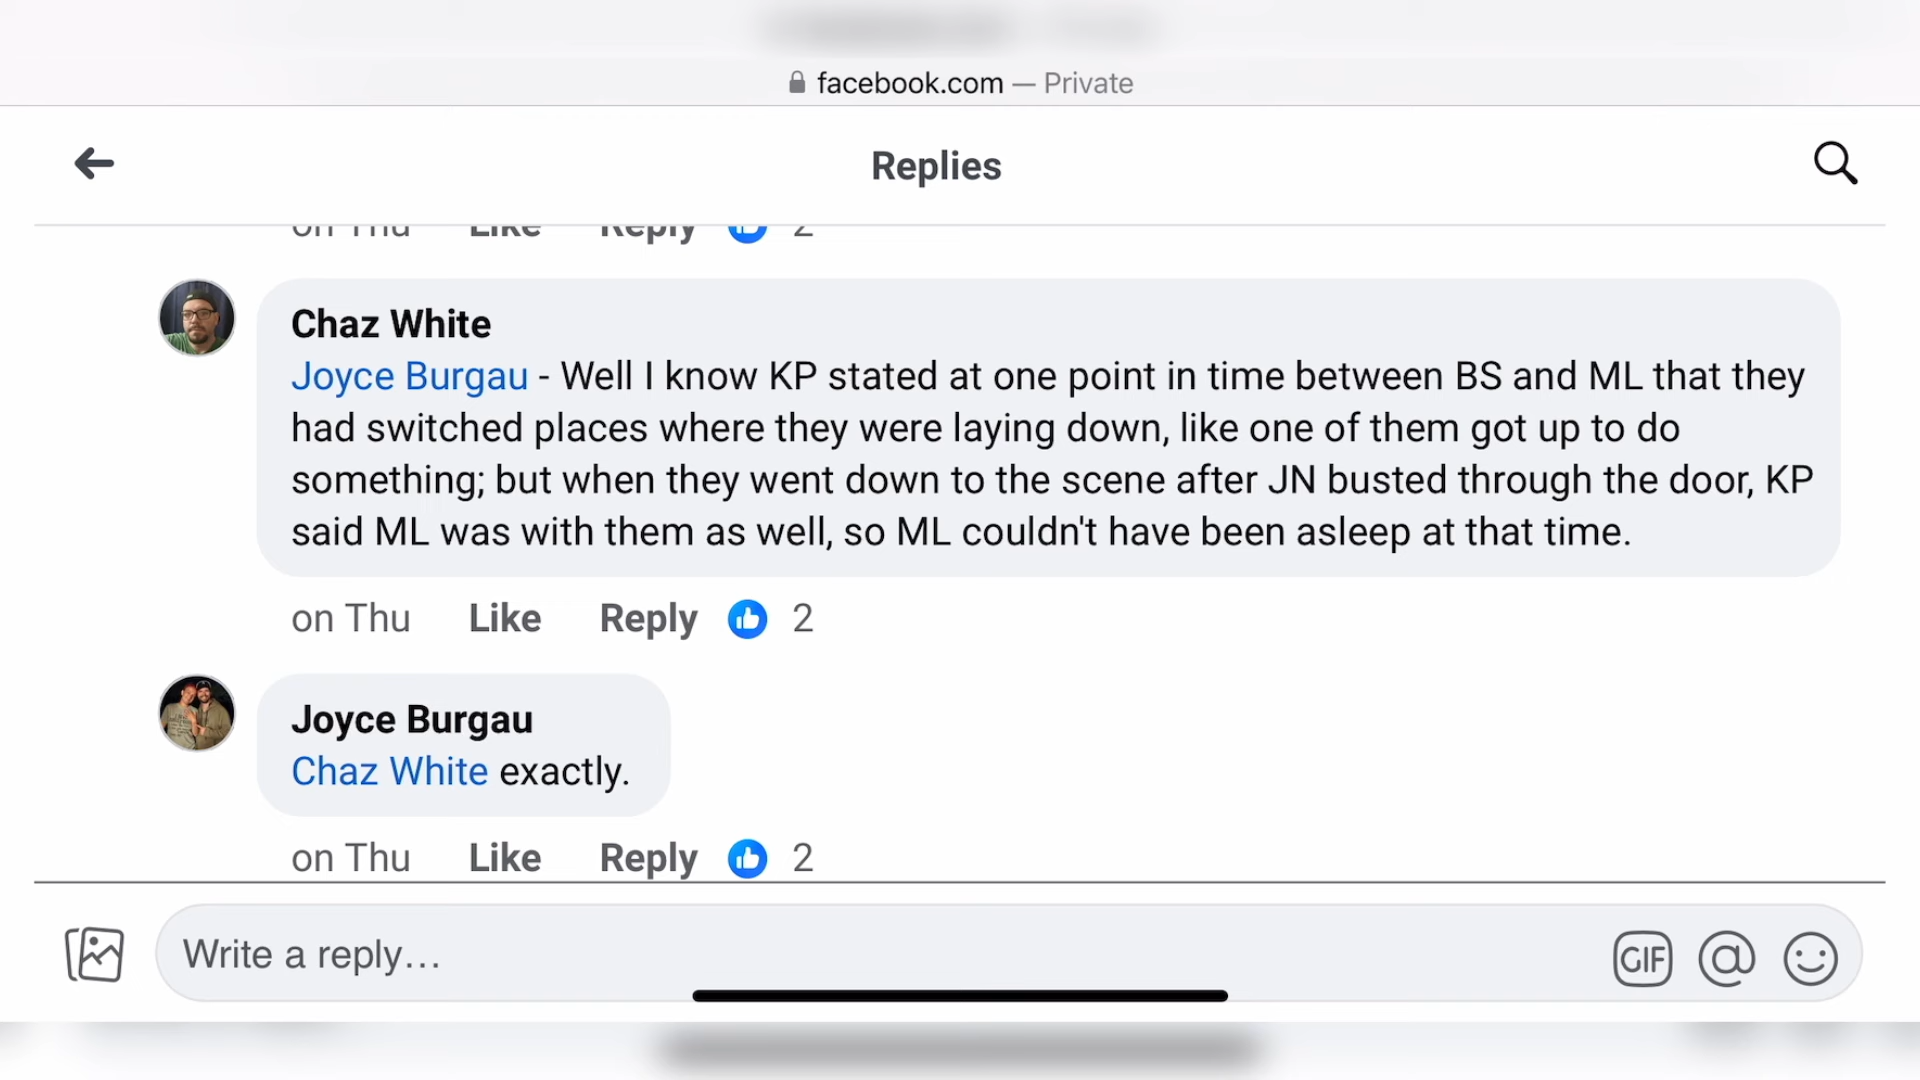 facebook.com — Private
Replies
on Thu Like Reply 2
Chaz White
Joyce Burgau - Well I know KP stated at one point in time between BS and ML that they
had switched places where they were laying down, like one of them got up to do
something; but when they went down to the scene after JN busted through the door, KP
said ML was with them as well, so ML couldn't have been asleep at that time.
on Thu Like Reply 2
Joyce Burgau
Chaz White exactly.
on Thu Like Reply 2
Write a reply...
GIF